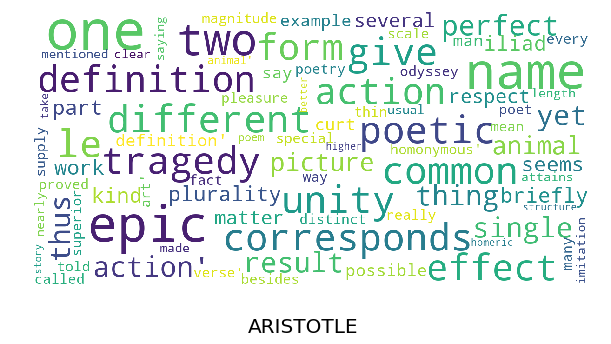 one two form give perfect name
saying magnitude example several scale man iliad every
mentioned clear animal' say poetry odyssey
definition action respect length
take part different pleasure better thin usual poet yet
supply le definition' poem special curt poetic mean animal
work tragedy picture higher homonymous' common seems
proved kind art' fact way attains
nearly plurality unity thing briefly
thus superior epic matter distinct really structure
made corresponds homeric single many imitation
story told action' verse' result possible effect
called besides
ARISTOTLE